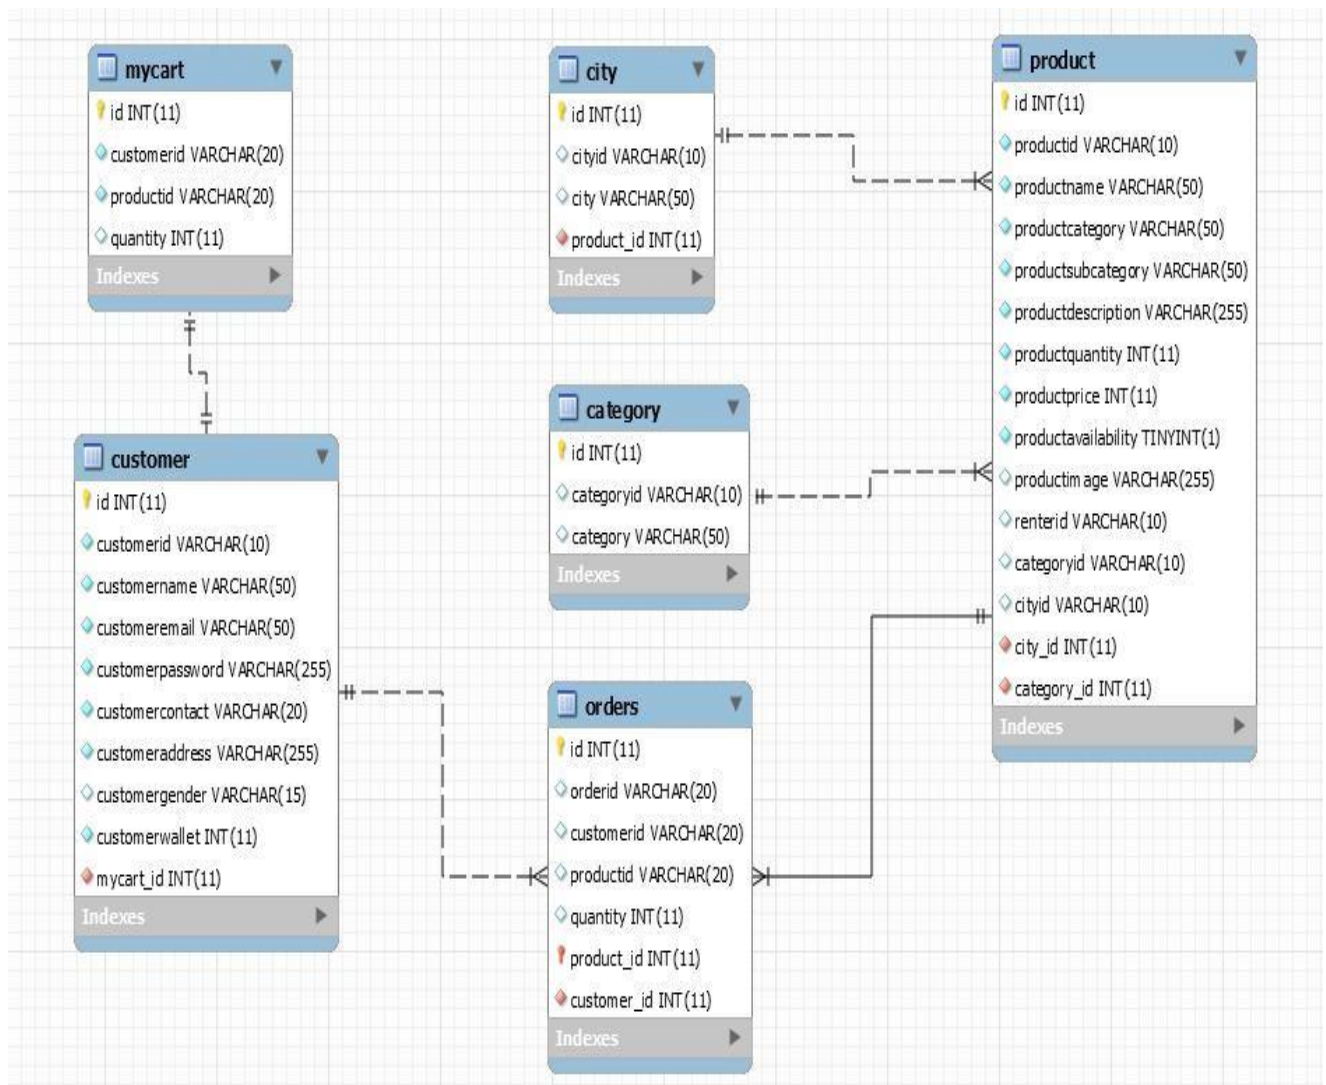 mycart
id INT(11)
customerid VARCHAR(20)
productid VARCHAR(20)
quantity INT(11)
Indexes
city
id INT(11)
cityid VARCHAR(10)
city VARCHAR(50)
product_id INT(11)
Indexes
product
id INT(11)
productid VARCHAR(10)
productname VARCHAR(50)
productcategory VARCHAR(50)
productsubcategory VARCHAR(50)
productdescription VARCHAR(255)
productquantity INT(11)
productprice INT(11)
productavailability TINYINT(1)
productimage VARCHAR(255)
renterid VARCHAR(10)
categoryid VARCHAR(10)
cityid VARCHAR(10)
city_id INT(11)
category_id INT(11)
Indexes
category
id INT(11)
categoryid VARCHAR(10)
category VARCHAR(50)
Indexes
customer
id INT(11)
customerid VARCHAR(10)
customername VARCHAR(50)
customeremail VARCHAR(50)
customerpassword VARCHAR(255)
customercontact VARCHAR(20)
customeraddress VARCHAR(255)
customergender VARCHAR(15)
customerwallet INT(11)
mycart_id INT(11)
Indexes
orders
id INT(11)
orderid VARCHAR(20)
customerid VARCHAR(20)
productid VARCHAR(20)
quantity INT(11)
product_id INT(11)
customer_id INT(11)
Indexes